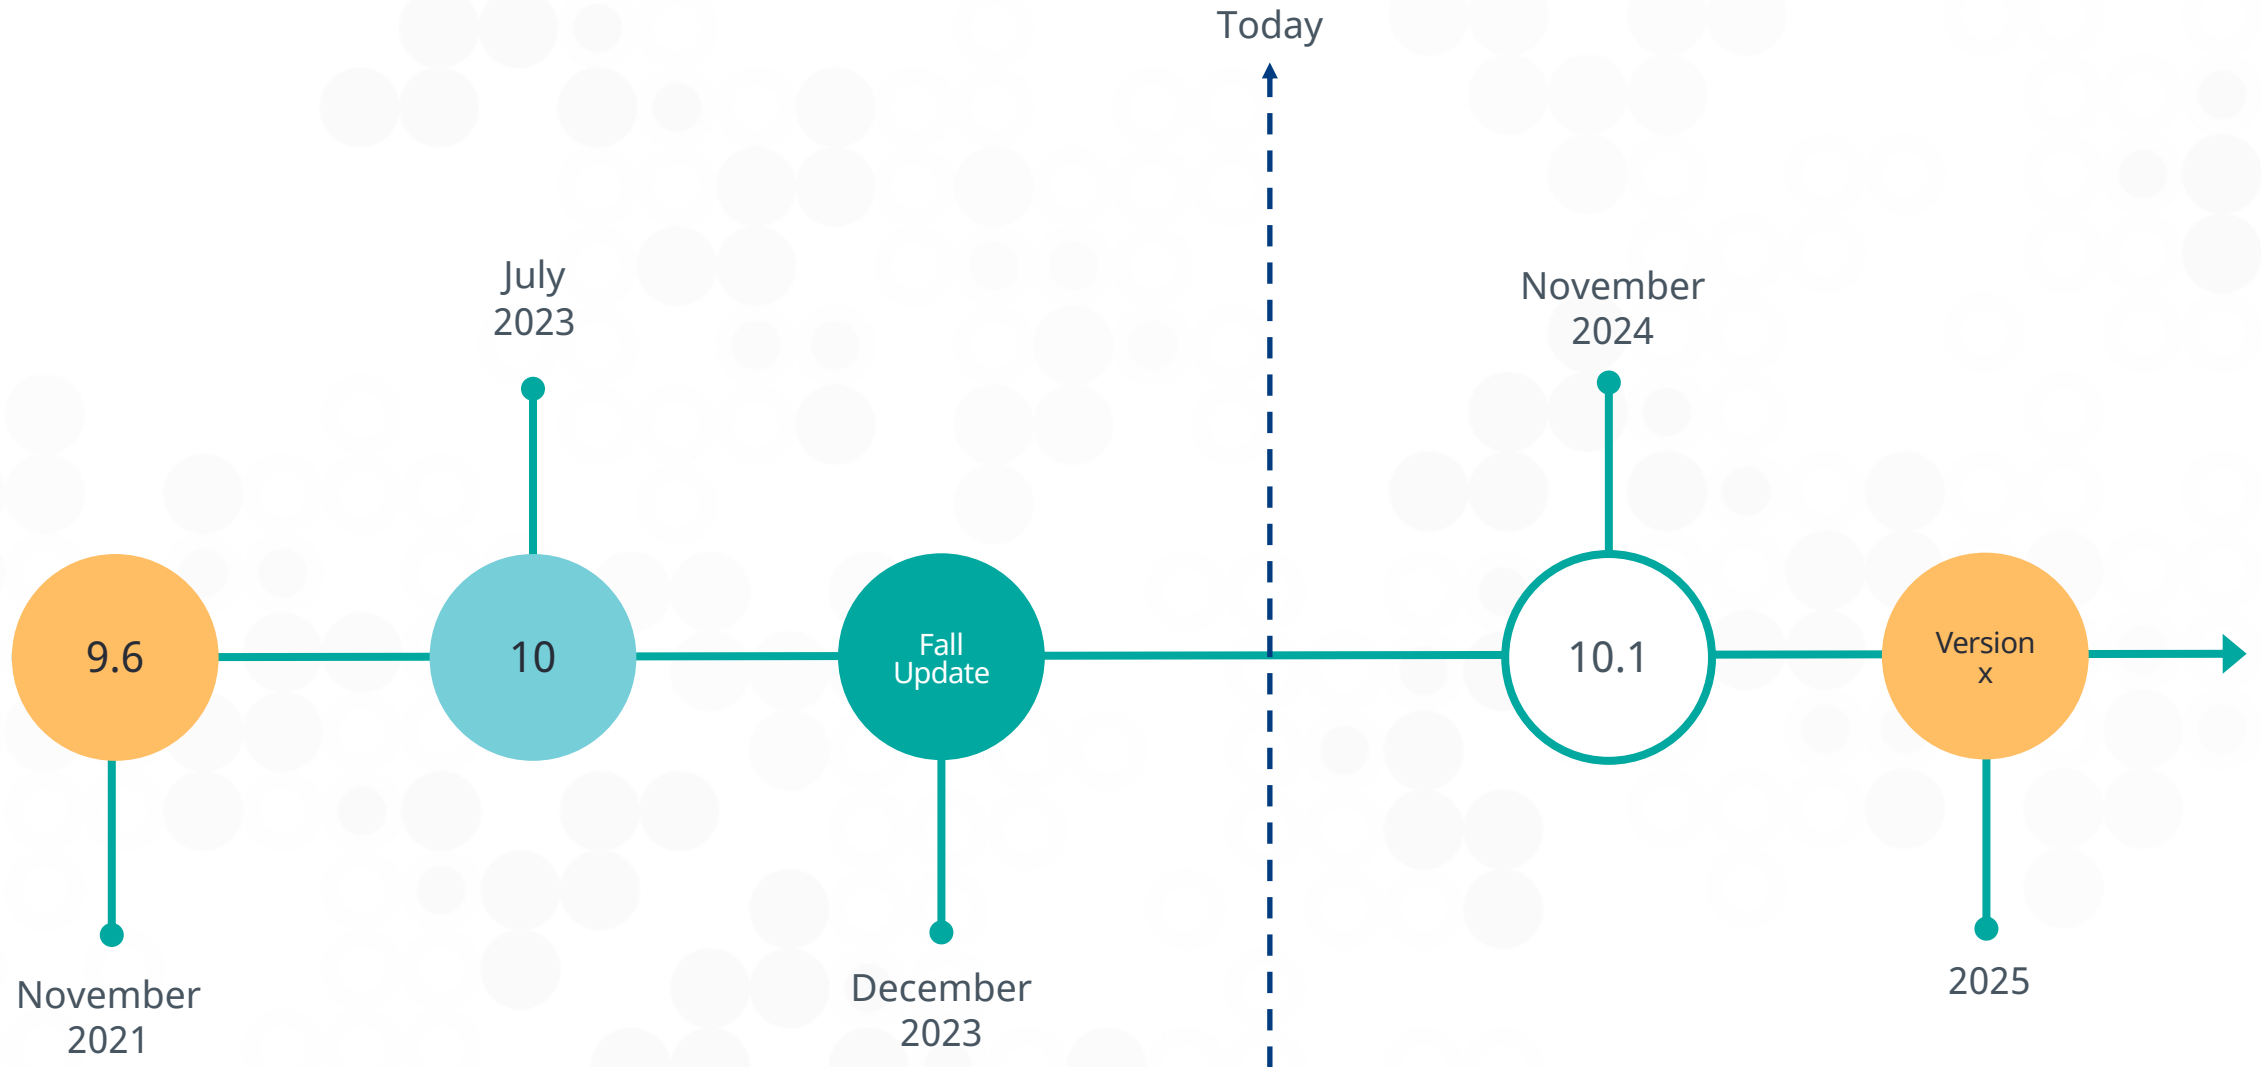 Today
July
2023
November
2024
9.6
10
Fall
Update
10.1
Version
x
November
2021
December
2023
2025